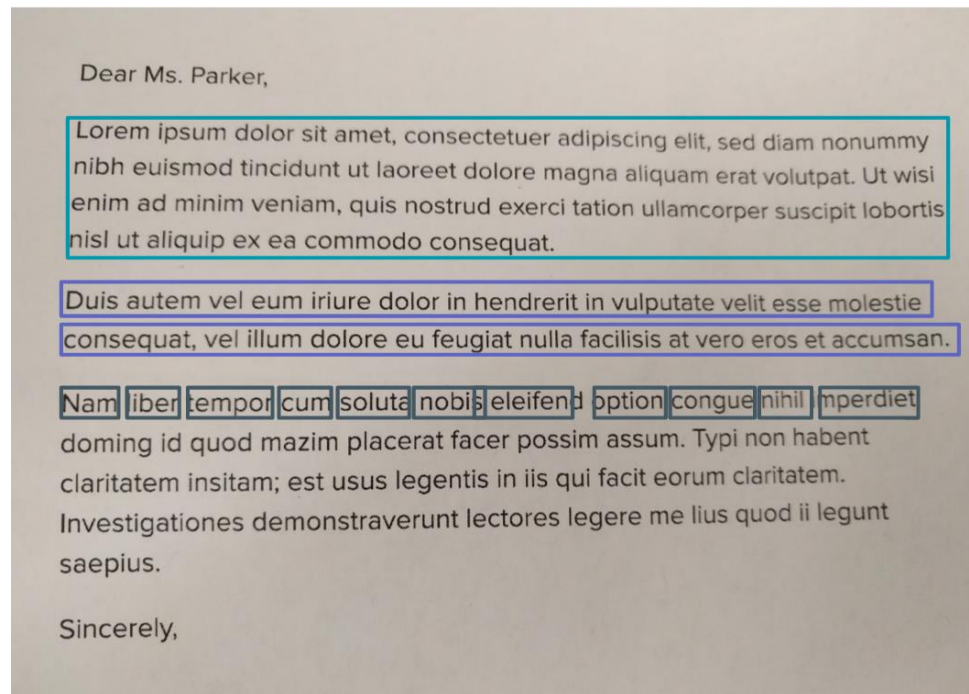 Dear Ms. Parker,
Lorem ipsum dolor sit amet, consectetuer adipiscing elit, sed diam nonummy
nibh euismod tincidunt ut laoreet dolore magna aliquam erat volutpat. Ut wisi
enim ad minim veniam, quis nostrud exerci tation ullamcorper suscipit lobortis
nisl ut aliquip ex ea commodo consequat.
Duis autem vel eum iriure dolor in hendrerit in vulputate velit esse molestie
consequat, vel illum dolore eu feugiat nulla facilisis at vero eros et accumsan.
Nam liber tempor cum soluta nobis eleifend option congue nihil imperdiet
doming id quod mazim placerat facer possim assum. Typi non habent
claritatem insitam; est usus legentis in iis qui facit eorum claritatem.
Investigationes demonstraverunt lectores legere me lius quod ii legunt
saepius.
Sincerely,